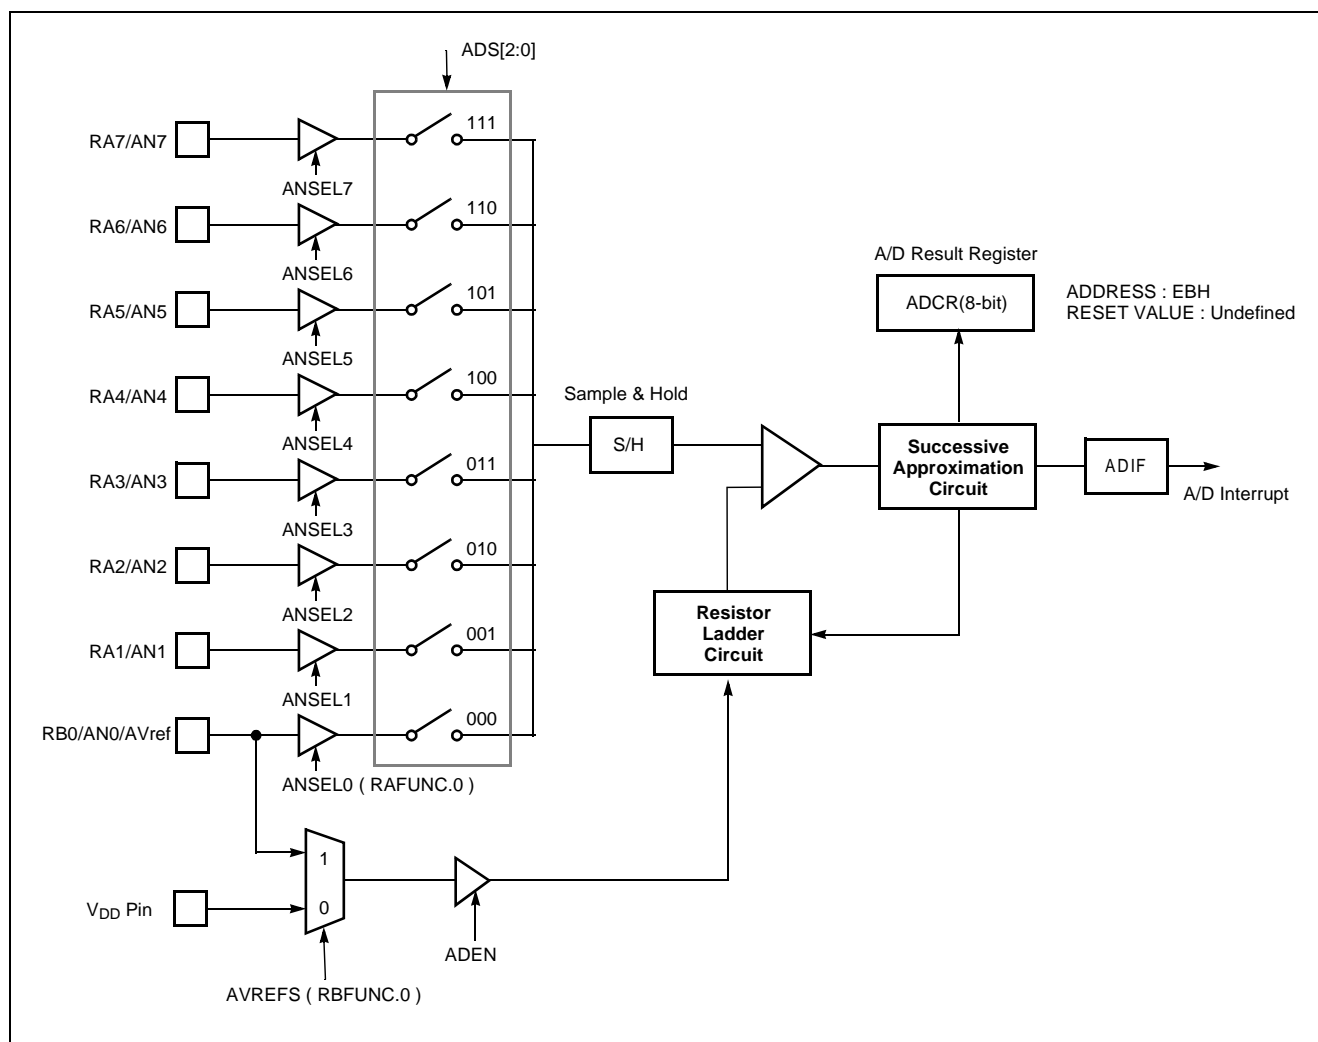 ADS[2:0]
RA7/AN7
111
ANSEL7
RA6/AN6
110
ANSEL6
RA5/AN5
101
ANSEL5
RA4/AN4
100
ANSEL4
RA3/AN3
011
ANSEL3
RA2/AN2
010
ANSEL2
RA1/AN1
001
ANSEL1
RB0/AN0/AVref
000
ANSEL0 ( RAFUNC.0 )
1
0
VDD Pin
ADEN
AVREFS ( RBFUNC.0 )
Sample & Hold
S/H
A/D Result Register
ADCR(8-bit)
ADDRESS : EBH
RESET VALUE : Undefined
Successive
Approximation
Circuit
ADIF
A/D Interrupt
Resistor
Ladder
Circuit